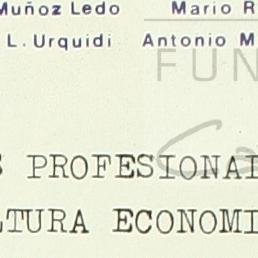 Muñoz Ledo Mario R
L. Urquidi Antonio M
FUN
S PROFESIONAL
LTURA ECONOMI